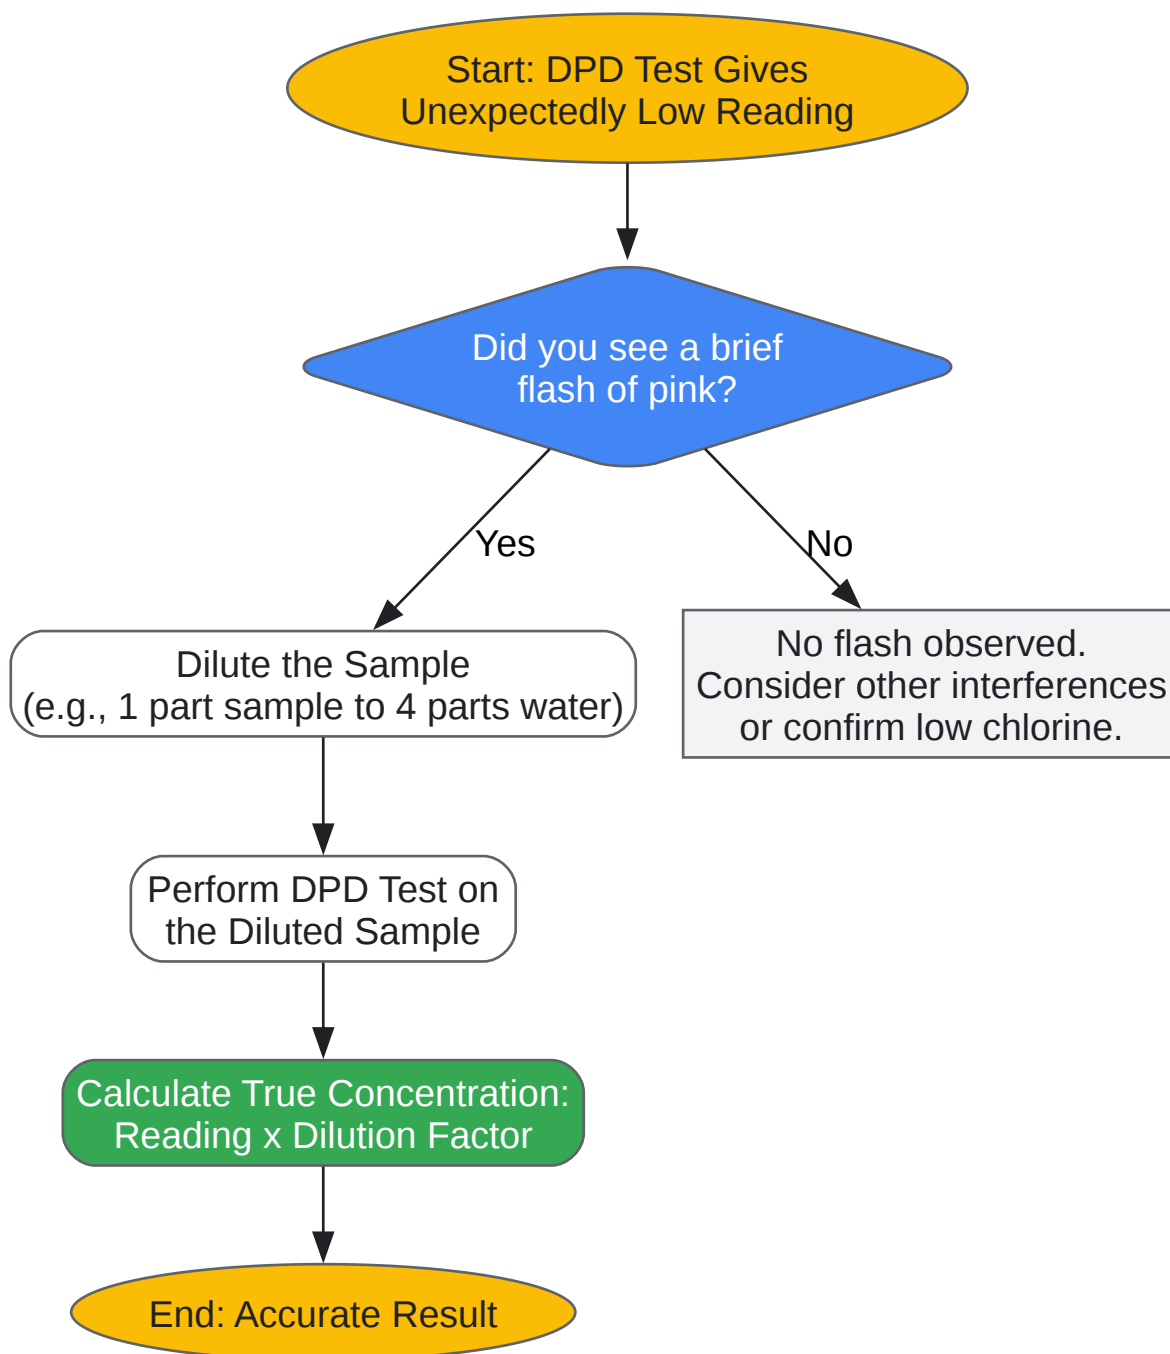 Start: DPD Test Gives
Unexpectedly Low Reading
Did you see a brief
flash of pink?
Yes
No
Dilute the Sample
(e.g., 1 part sample to 4 parts water)
No flash observed.
Consider other interferences
or confirm low chlorine.
Perform DPD Test on
the Diluted Sample
Calculate True Concentration:
Reading x Dilution Factor
End: Accurate Result